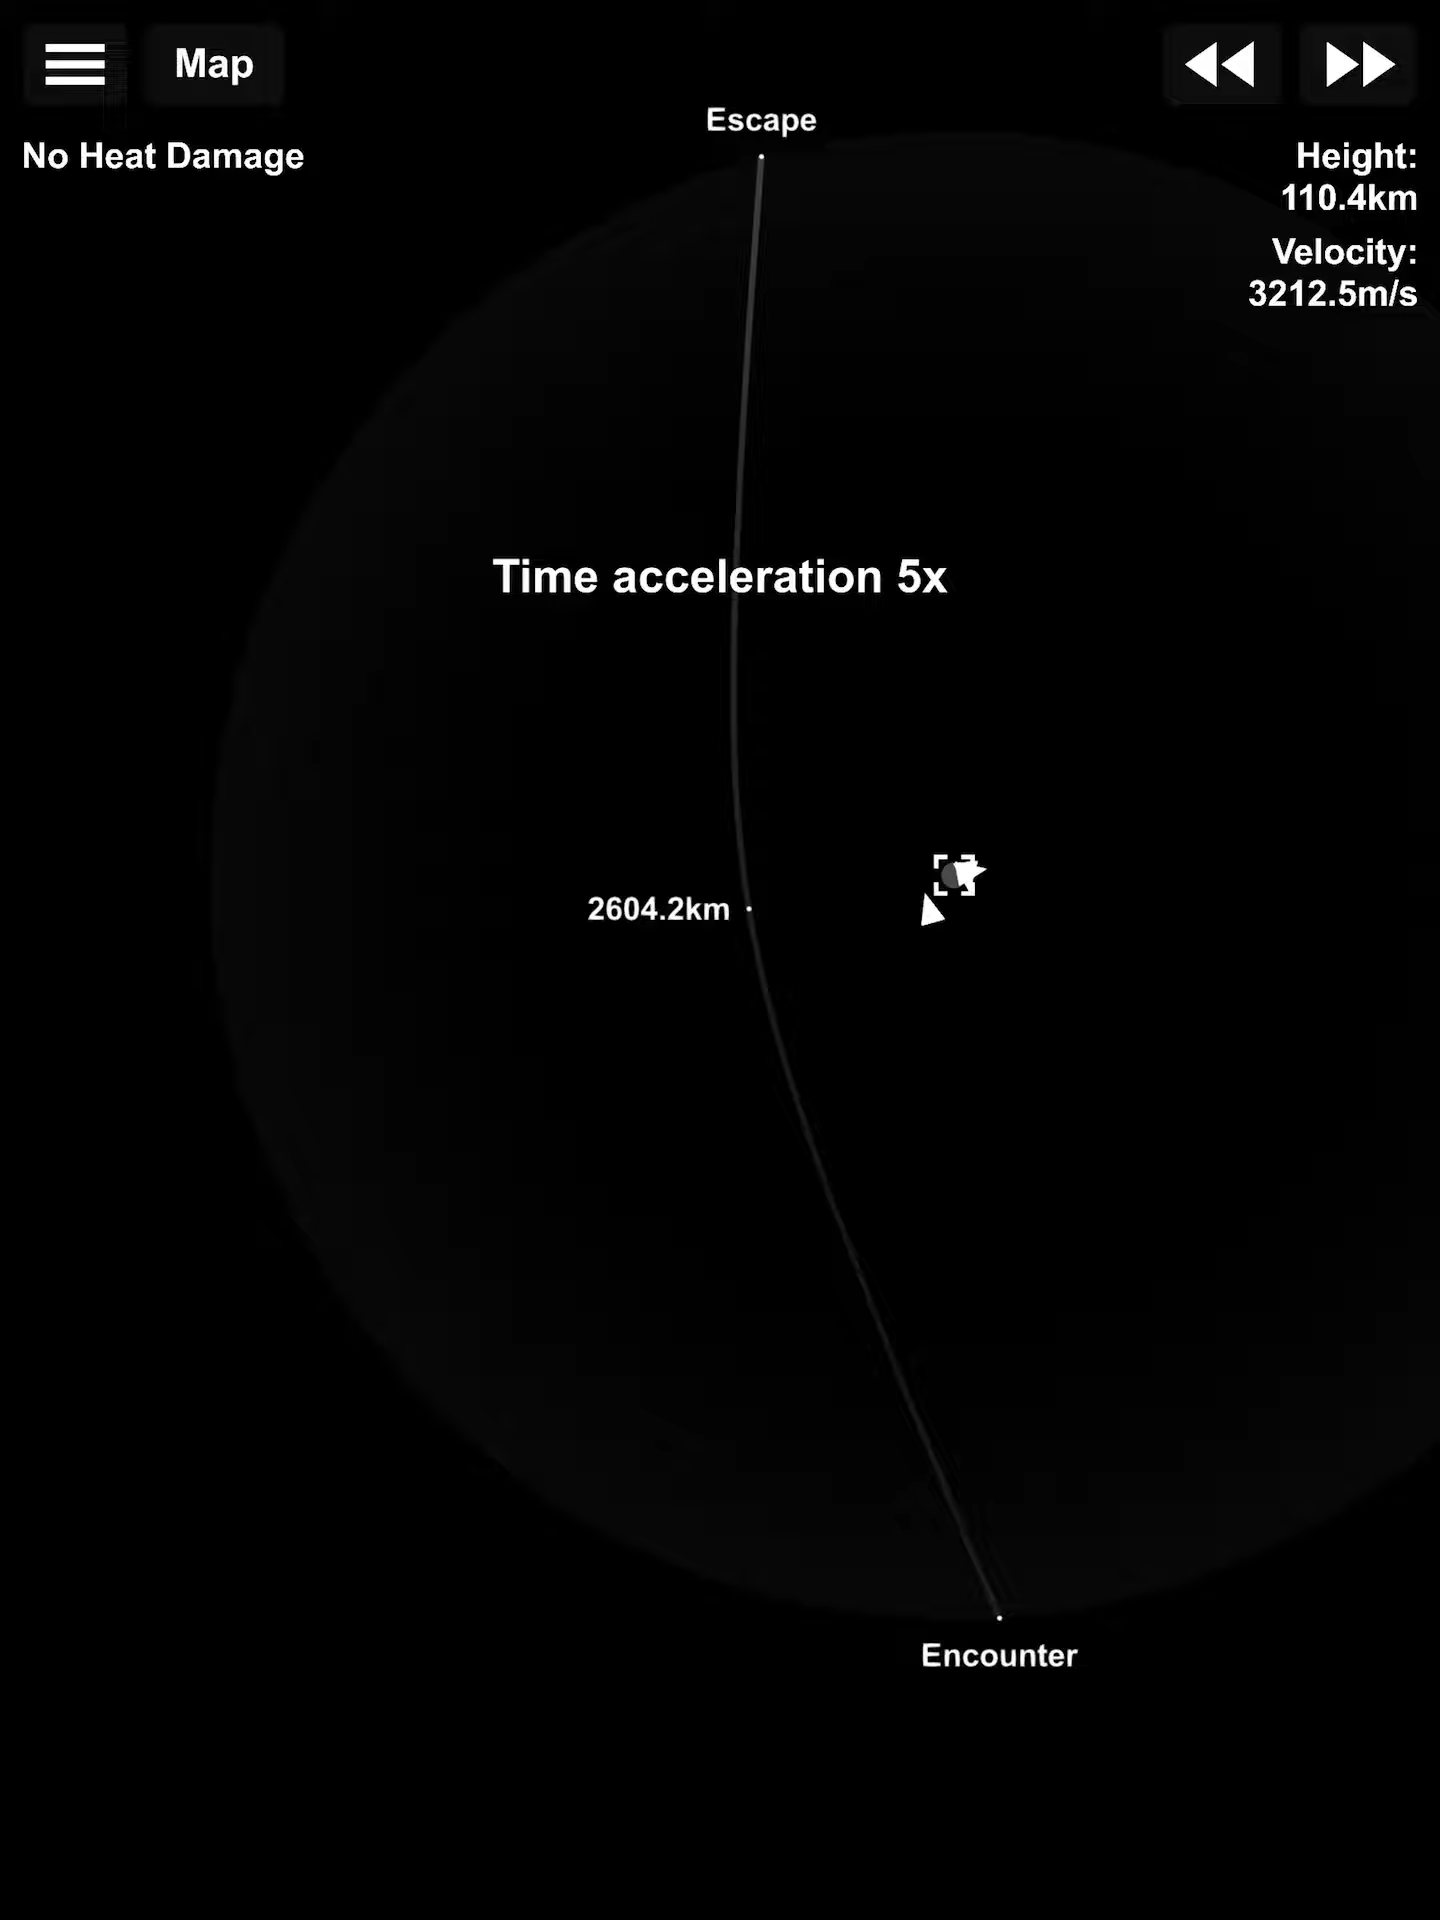 Map
No Heat Damage
Escape
Height:
110.4km
Velocity:
3212.5m/s
Time acceleration 5x
2604.2km
Encounter